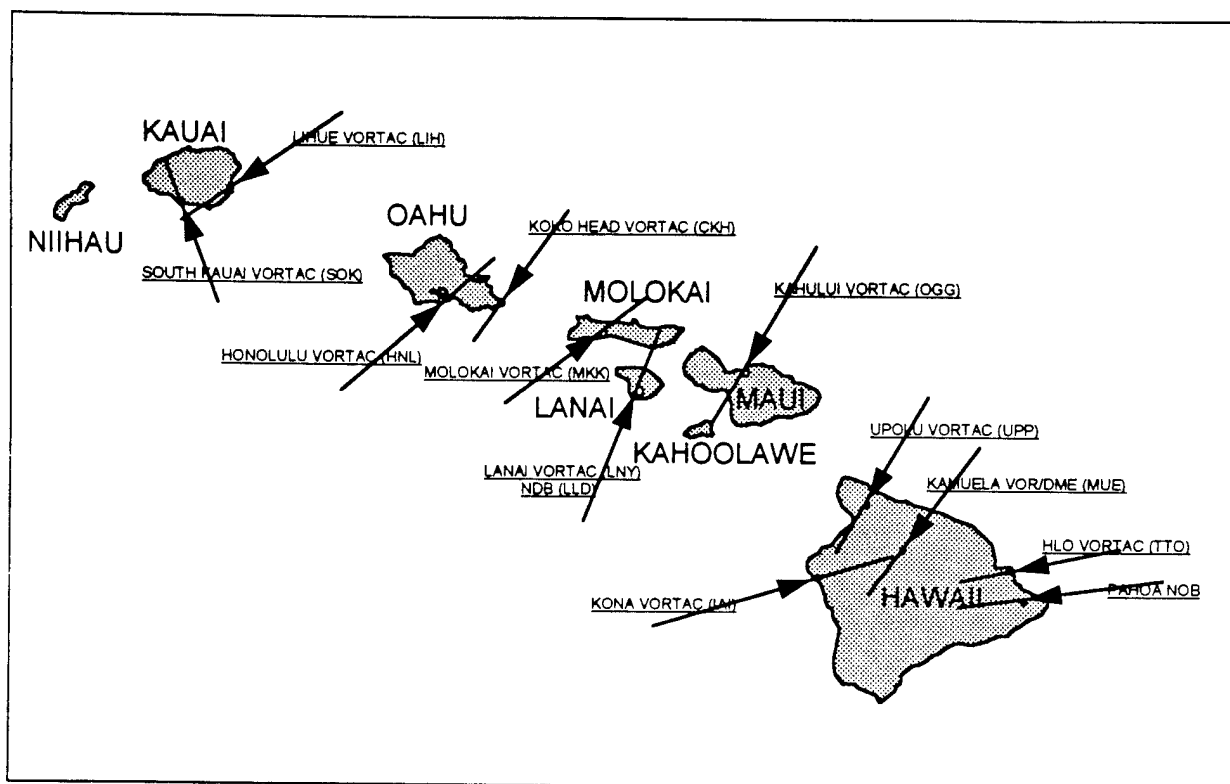 KAUAI
LIHUE VORTAC (LIH)
NIIHAU
SOUTH KAUAI VORTAC (SOK)
OAHU
KOKO HEAD VORTAC (CKH)
HONOLULU VORTAC (HNL)
MOLOKAI
KAHULUI VORTAC (OGG)
MOLOKAI VORTAC (MKK)
LANAI
MAUI
KAHOOLAWE
LANAI VORTAC (LNY)
NDB (LLD)
UPOLU VORTAC (UPP)
KAMUELA VOR/DME (MUE)
HLO VORTAC (TTO)
KONA VORTAC (IAI)
HAWAII
PAHOA NOB